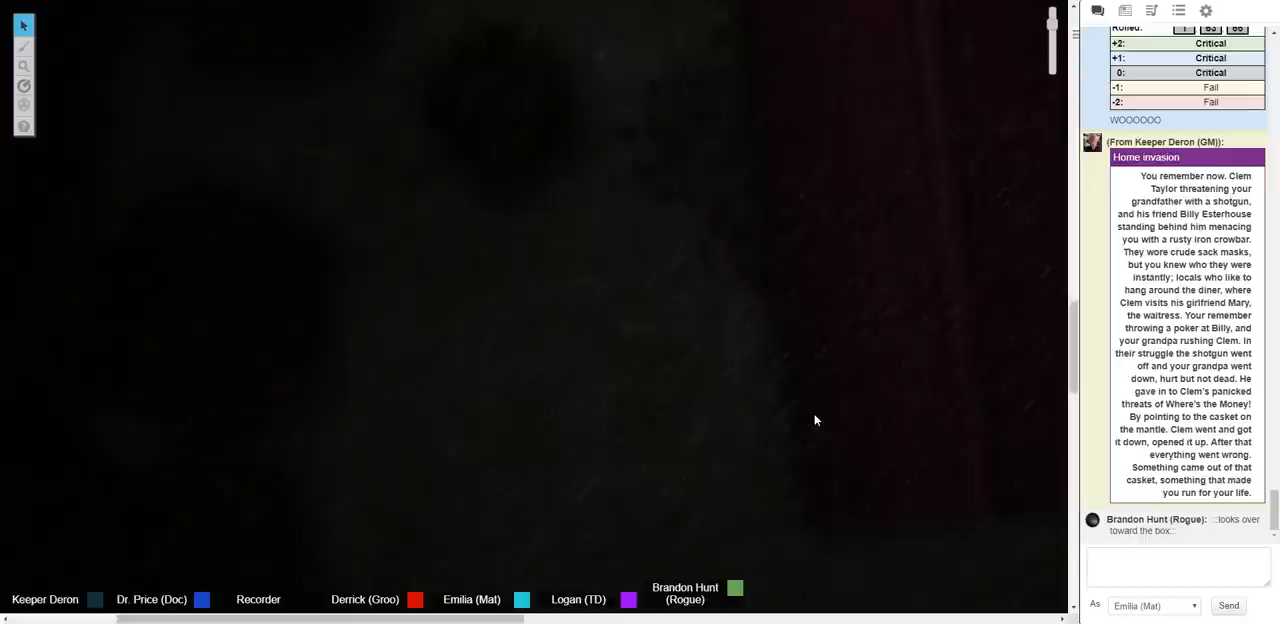 Rolled: 1 63 66
+2: Critical
+1: Critical
0: Critical
-1: Fail
-2: Fail
WOOOOOO
(From Keeper Deron (GM)):
Home invasion
You remember now. Clem
Taylor threatening your
grandfather with a shotgun,
and his friend Billy Esterhouse
standing behind him menacing
you with a rusty iron crowbar.
They wore crude sack masks,
but you knew who they were
instantly; locals who like to
hang around the diner, where
Clem visits his girlfriend Mary,
the waitress. Your remember
throwing a poker at Billy, and
your grandpa rushing Clem. In
their struggle the shotgun went
off and your grandpa went
down, hurt but not dead. He
gave in to Clem's panicked
threats of Where's the Money!
By pointing to the casket on
the mantle. Clem went and got
it down, opened it up. After that
everything went wrong.
Something came out of that
casket, something that made
you run for your life.
Brandon Hunt (Rogue): ::looks over
toward the box::
As Emilia (Mat) Send
Keeper Deron Dr. Price (Doc) Recorder Derrick (Groo) Emilia (Mat) Logan (TD) Brandon Hunt
(Rogue)